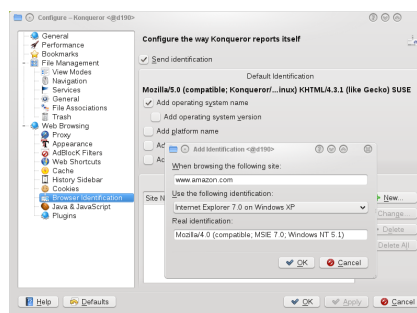 Configure – Konqueror <@d190>
General
Performance
Bookmarks
File Management
View Modes
Navigation
Services
General
File Associations
Trash
Web Browsing
Proxy
Appearance
AdBlocK Filters
Web Shortcuts
Cache
History Sidebar
Cookies
Browser Identification
Java & JavaScript
Plugins
Configure the way Konqueror reports itself
Send identification
Default Identification
Mozilla/5.0 (compatible; Konqueror/...inux) KHTML/4.3.1 (like Gecko) SUSE
Add operating system name
Add operating system version
Add platform name
Ad
Ac
Site N
New...
Change...
Delete
Delete All
Add Identification <@d190>
When browsing the following site:
www.amazon.com
Use the following identification:
Internet Explorer 7.0 on Windows XP
Real identification:
Mozilla/4.0 (compatible; MSIE 7.0; Windows NT 5.1)
OK
Cancel
Help
Defaults
OK
Apply
Cancel